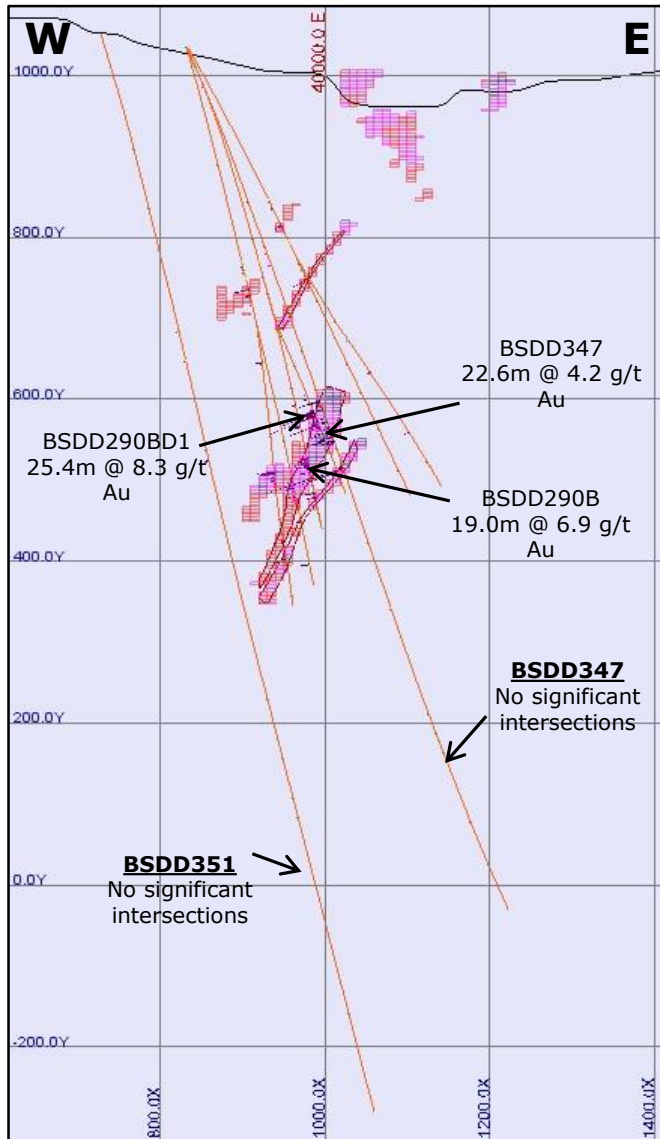 W
E
40000.0 E
1000.0Y
800.0Y
BSDD347
22.6m @ 4.2 g/t
Au
600.0Y
BSDD290BD1
25.4m @ 8.3 g/t
Au
BSDD290B
19.0m @ 6.9 g/t
Au
400.0Y
BSDD347
No significant
intersections
200.0Y
BSDD351
No significant
intersections
0.0Y
-200.0Y
800.0X
1000.0X
1200.0X
1400.0X